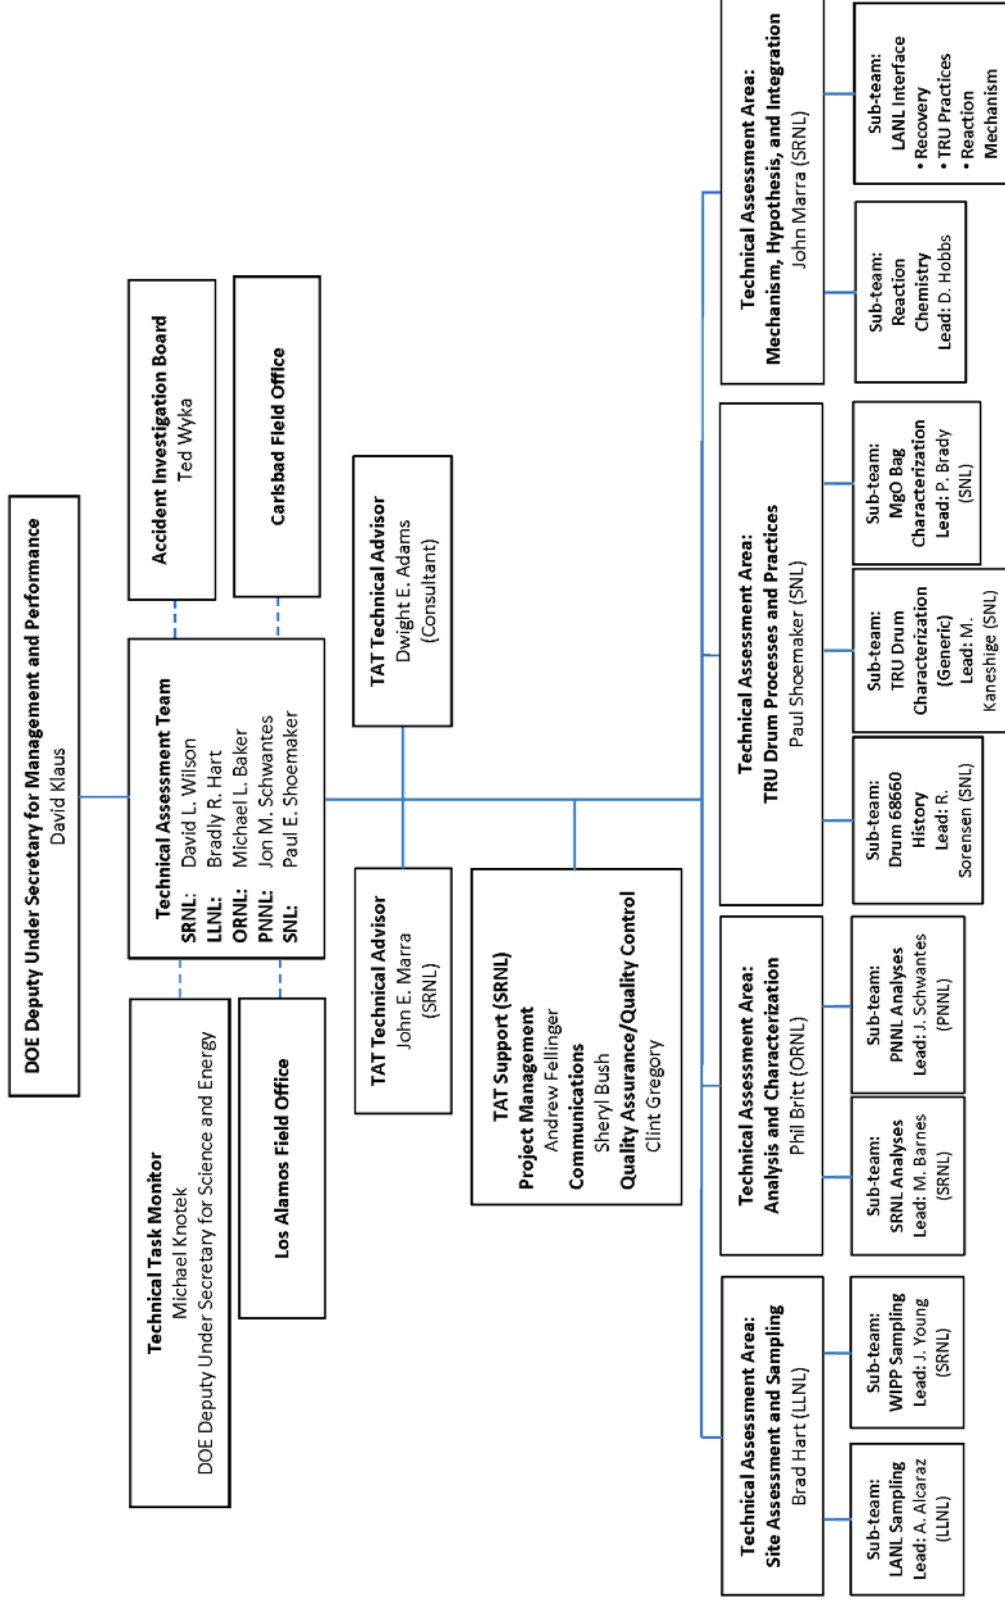 DOE Deputy Under Secretary for Management and Performance
David Klaus
Technical Task Monitor
Michael Knotek
DOE Deputy Under Secretary for Science and Energy
Los Alamos Field Office
Technical Assessment Team
SRNL: David L. Wilson
LLNL: Bradly R. Hart
ORNL: Michael L. Baker
PNNL: Jon M. Schwantes
SNL: Paul E. Shoemaker
Accident Investigation Board
Ted Wyka
Carlsbad Field Office
TAT Technical Advisor
John E. Marra
(SRNL)
TAT Technical Advisor
Dwight E. Adams
(Consultant)
TAT Support (SRNL)
Project Management
Andrew Fellinger
Communications
Sheryl Bush
Quality Assurance/Quality Control
Clint Gregory
Technical Assessment Area:
Site Assessment and Sampling
Brad Hart (LLNL)
Technical Assessment Area:
Analysis and Characterization
Phil Britt (ORNL)
Technical Assessment Area:
TRU Drum Processes and Practices
Paul Shoemaker (SNL)
Technical Assessment Area:
Mechanism, Hypothesis, and Integration
John Marra (SRNL)
Sub-team:
LANL Sampling
Lead: A. Alcaraz
(LLNL)
Sub-team:
WIPP Sampling
Lead: J. Young
(SRNL)
Sub-team:
SRNL Analyses
Lead: M. Barnes
(SRNL)
Sub-team:
PNNL Analyses
Lead: J. Schwantes
(PNNL)
Sub-team:
Drum 68660
History
Lead: R.
Sorensen (SNL)
Sub-team:
TRU Drum
Characterization
(Generic)
Lead: M.
Kaneshige (SNL)
Sub-team:
MgO Bag
Characterization
Lead: P. Brady
(SNL)
Sub-team:
Reaction
Chemistry
Lead: D. Hobbs
Sub-team:
LANL Interface
• Recovery
• TRU Practices
• Reaction
Mechanism